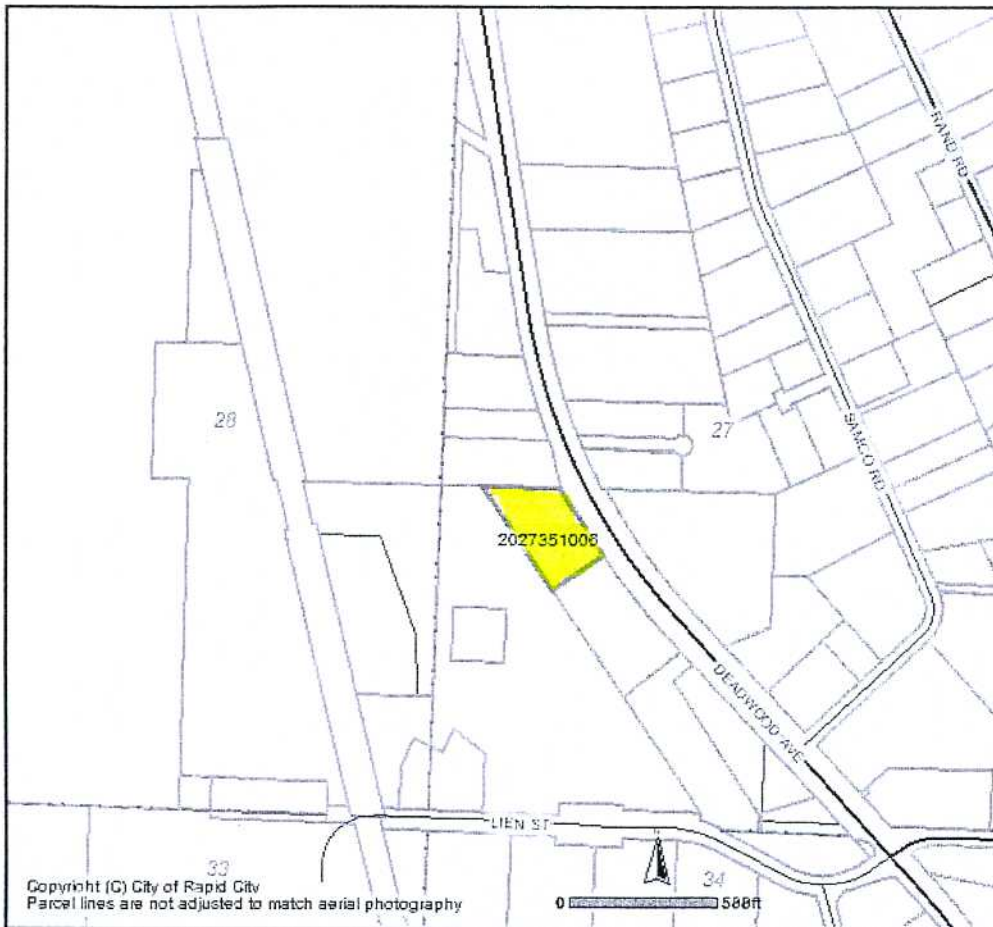 RAND RD
28
27
SAMCO RD
2027351006
DEADWOOD AVE
LIEN ST
33
34
Copyright (C) City of Rapid City
Parcel lines are not adjusted to match aerial photography
0 588ft